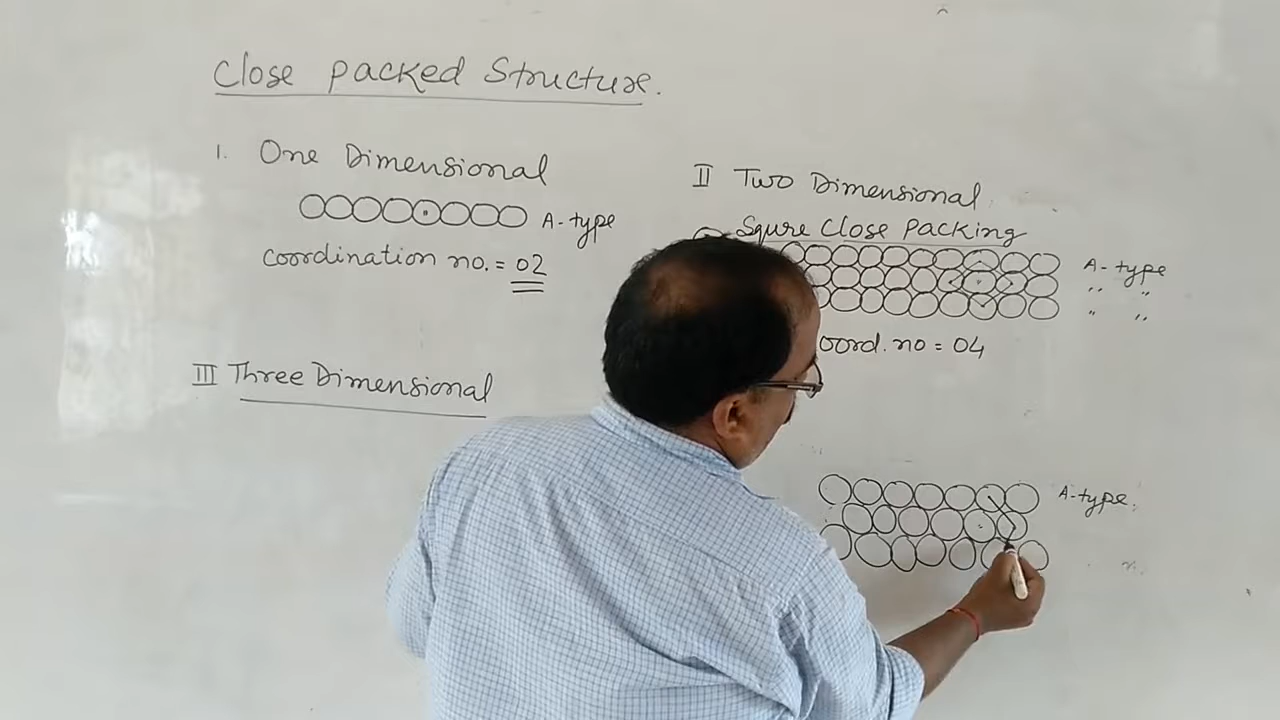 Close Packed Structure.
1. One Dimensional
A-type
coordination no. = 02
II Two Dimensional
Squre Close Packing
A-type
" "
" "
oord. no = 04
III Three Dimensional
A-type.